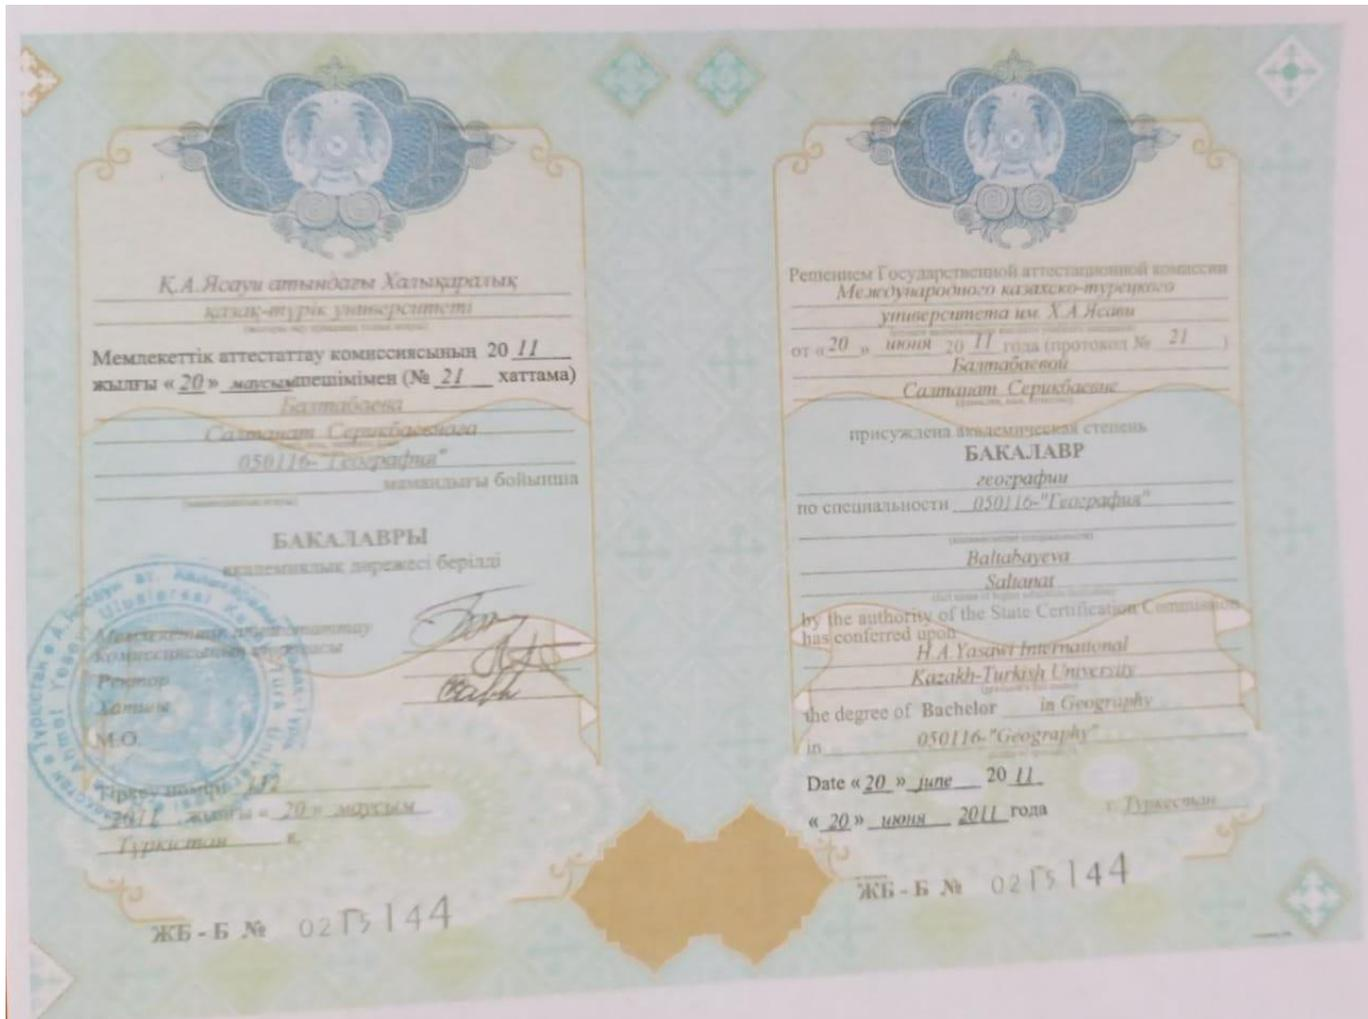 Қ.А.Ясауи атындағы Халықаралық
қазақ-түрік университеті
Мемлекеттік аттестаттау комиссиясының 20 11
жылғы « 20 » маусым шешімімен (№ 21 хаттама)
Балтабаева
Салтанат Серикбаевнаға
050116- "География"
мамандығы бойынша
БАКАЛАВРЫ
академиялық дәрежесі берілді
Мемлекеттік аттестаттау
комиссиясының
Ректор
Хатшы
М.О.
Тіркеу нөмірі
2011 жылғы « 20 » маусым
Түркістан қ.
ЖБ - Б № 0215144
Решением Государственной аттестационной комиссии
Международного казахско-турецкого
университета им. Х.А.Ясави
от « 20 » июня 20 11 года (протокол № 21 )
Балтабаевой
Салтанат Серикбаевне
(фамилия, имя, отчество)
присуждена академическая степень
БАКАЛАВР
географии
по специальности 050116-"География"
Baltabayeva
Saltanat
by the authority of the State Certification Commission
has conferred upon
H.A.Yasawi International
Kazakh-Turkish University
the degree of Bachelor in Geography
in 050116-"Geography"
Date « 20 » june 20 11
« 20 » июня 2011 года г. Туркестан
ЖБ - Б № 0215144